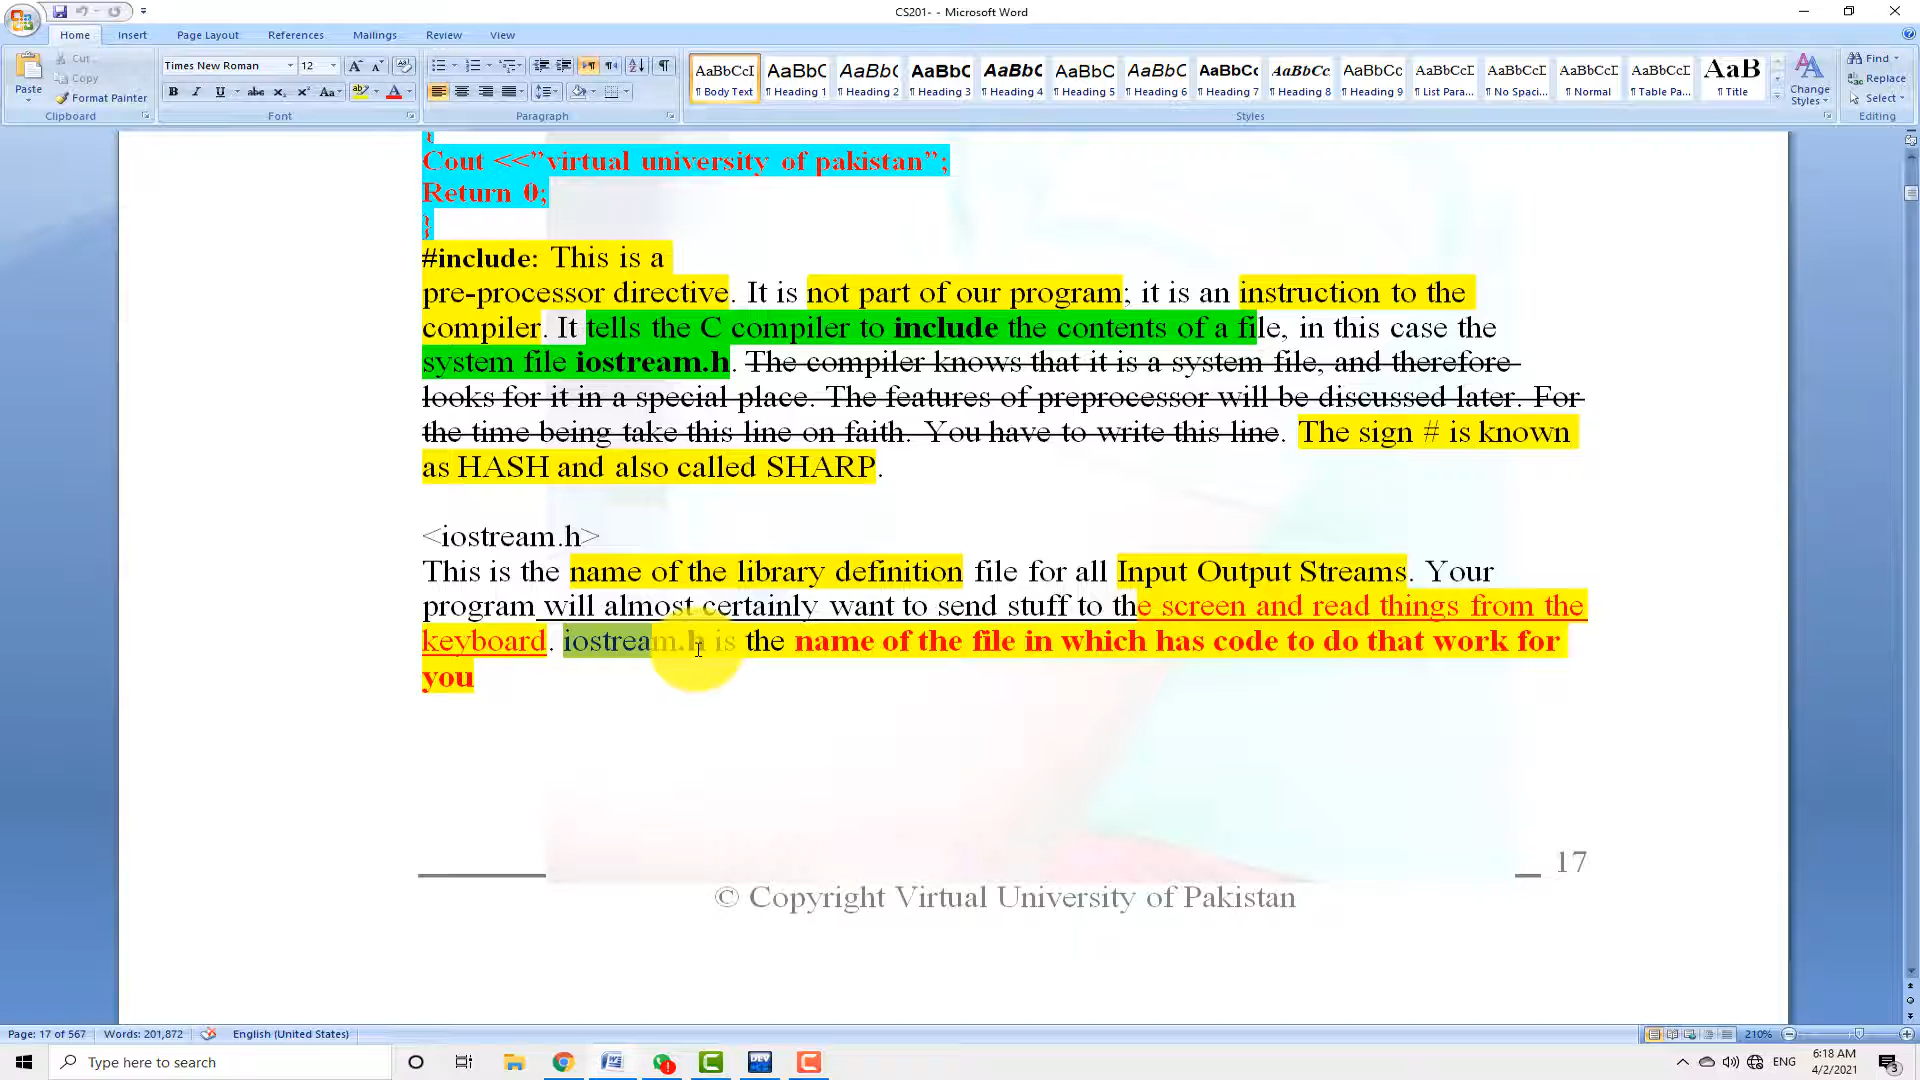 CS201- - Microsoft Word
Home Insert Page Layout References Mailings Review View
Cut
Copy
Format Painter
Paste
Clipboard
Times New Roman 12
Font
Paragraph
AaBbCcI AaBbC AaBbC AaBbC AaBbC AaBbC AaBbC AaBbCc AaBbCc AaBbCc AaBbCcI AaBbCcI AaBbCcI AaBbCcI AaB
¶ Body Text ¶ Heading 1 ¶ Heading 2 ¶ Heading 3 ¶ Heading 4 ¶ Heading 5 ¶ Heading 6 ¶ Heading 7 ¶ Heading 8 ¶ Heading 9 ¶ List Para... ¶ No Spaci... ¶ Normal ¶ Table Pa... ¶ Title
Styles
Change Styles
Find
Replace
Select
Editing
{
Cout <<”virtual university of pakistan”;
Return 0;
}
#include: This is a
pre-processor directive. It is not part of our program; it is an instruction to the
compiler. It tells the C compiler to include the contents of a file, in this case the
system file iostream.h. The compiler knows that it is a system file, and therefore
looks for it in a special place. The features of preprocessor will be discussed later. For
the time being take this line on faith. You have to write this line. The sign # is known
as HASH and also called SHARP.
<iostream.h>
This is the name of the library definition file for all Input Output Streams. Your
program will almost certainly want to send stuff to the screen and read things from the
keyboard. iostream.h is the name of the file in which has code to do that work for
you
17
© Copyright Virtual University of Pakistan
Page: 17 of 567 Words: 201,872 English (United States) 210%
Type here to search
DEV
ENG
6:18 AM
4/2/2021
3